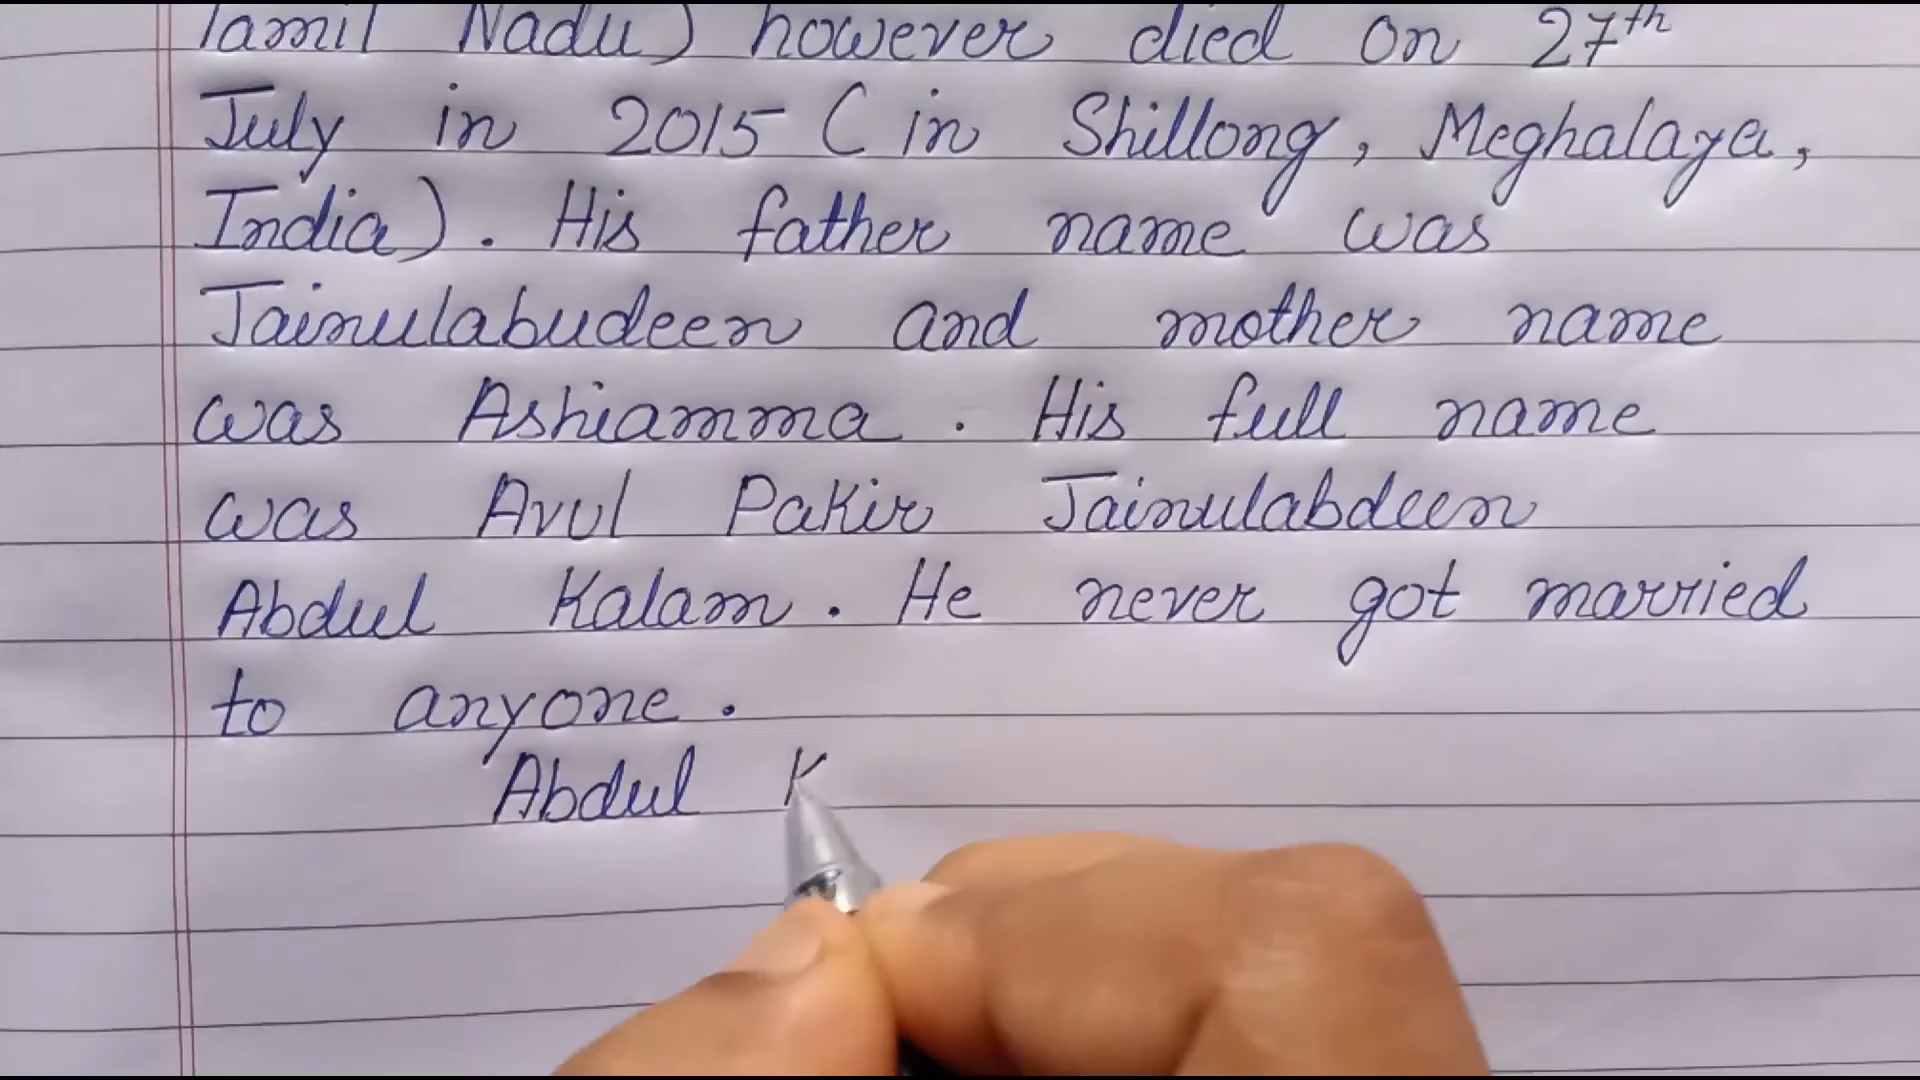 Tamil Nadu) however died on 27th
July in 2015 (in Shillong, Meghalaya,
India). His father name was
Jainulabudeen and mother name
was Ashiamma. His full name
was Avul Pakir Jainulabdeen
Abdul Kalam. He never got married
to anyone.
Abdul K